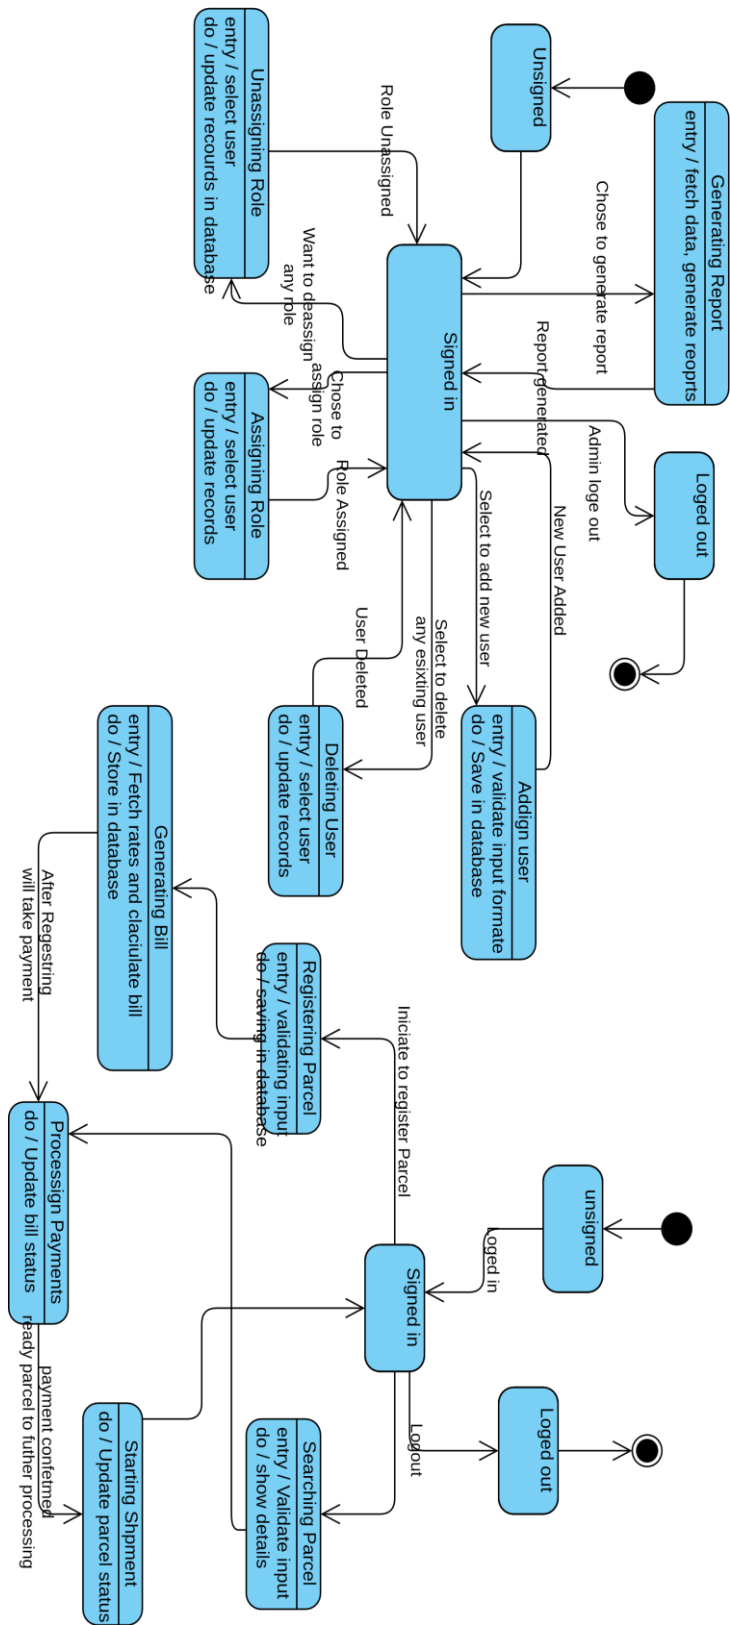 Generating Report
entry / fetch data, generate reoprts
Unsigned
Chose to generate report
Report generated
Loged out
Admin loge out
Signed in
Role Unassigned
Unassigning Role
entry / select user
do / update recourds in database
Want to deassign
any role
Chose to
assign role
Assigning Role
entry / select user
do / update records
Role Assigned
New User Added
Select to add new user
Addign user
entry / validate input formate
do / Save in database
Select to delete
any esixting user
User Deleted
Deleting User
entry / select user
do / update records
unsigned
Loged in
Signed in
Loged out
Logout
Iniciate to register Parcel
Registering Parcel
entry / validating input
do / saving in database
Searching Parcel
entry / Validate input
do / show details
Generating Bill
entry / Fetch rates and claciulate bill
do / Store in database
After Regestring
will take payment
Processign Payments
do / Update bill status
payment confetmed
ready parcel to futher processing
Starting Shpment
do / Update parcel status